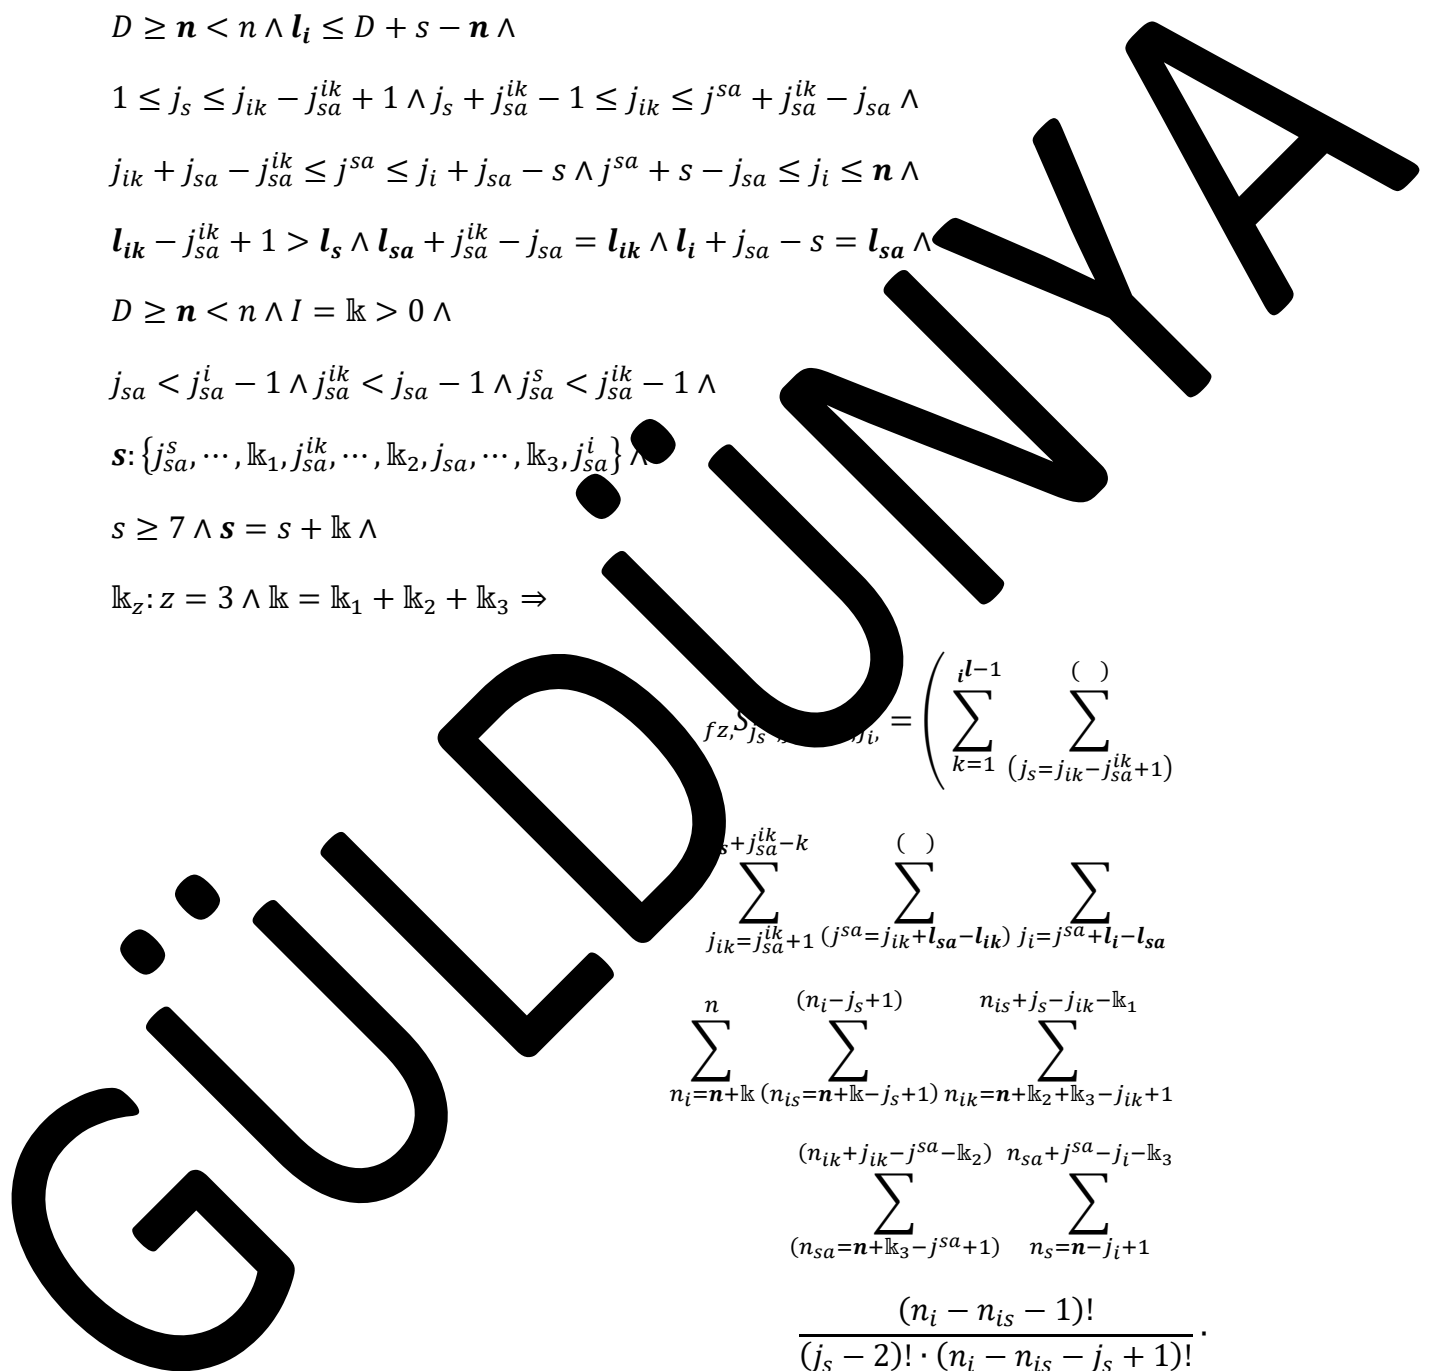 D ≥ n < n ∧ l_i ≤ D + s − n ∧
1 ≤ j_s ≤ j_{ik} − j_{sa}^{ik} + 1 ∧ j_s + j_{sa}^{ik} − 1 ≤ j_{ik} ≤ j^{sa} + j_{sa}^{ik} − j_{sa} ∧
j_{ik} + j_{sa} − j_{sa}^{ik} ≤ j^{sa} ≤ j_i + j_{sa} − s ∧ j^{sa} + s − j_{sa} ≤ j_i ≤ n ∧
l_{ik} − j_{sa}^{ik} + 1 > l_s ∧ l_{sa} + j_{sa}^{ik} − j_{sa} = l_{ik} ∧ l_i + j_{sa} − s = l_{sa} ∧
D ≥ n < n ∧ I = 𝕜 > 0 ∧
j_{sa} < j_{sa}^i − 1 ∧ j_{sa}^{ik} < j_{sa} − 1 ∧ j_{sa}^s < j_{sa}^{ik} − 1 ∧
s: {j_{sa}^s, ⋯, 𝕜_1, j_{sa}^{ik}, ⋯, 𝕜_2, j_{sa}, ⋯, 𝕜_3, j_{sa}^i} ∧
s ≥ 7 ∧ s = s + 𝕜 ∧
𝕜_z: z = 3 ∧ 𝕜 = 𝕜_1 + 𝕜_2 + 𝕜_3 ⇒
= ( ∑_{k=1}^{_i l−1} ∑_{(j_s=j_{ik}−j_{sa}^{ik}+1)}^{( )}
∑_{j_{ik}=j_{sa}^{ik}+1}^{+j_{sa}^{ik}−k} ∑_{(j^{sa}=j_{ik}+l_{sa}−l_{ik})}^{( )} ∑_{j_i=j^{sa}+l_i−l_{sa}}
∑_{n_i=n+𝕜}^{n} ∑_{(n_{is}=n+𝕜−j_s+1)}^{(n_i−j_s+1)} ∑_{n_{ik}=n+𝕜_2+𝕜_3−j_{ik}+1}^{n_{is}+j_s−j_{ik}−𝕜_1}
∑_{(n_{sa}=n+𝕜_3−j^{sa}+1)}^{(n_{ik}+j_{ik}−j^{sa}−𝕜_2)} ∑_{n_s=n−j_i+1}^{n_{sa}+j^{sa}−j_i−𝕜_3}
(n_i − n_{is} − 1)!
(j_s − 2)! · (n_i − n_{is} − j_s + 1)! ·
GÜLDÜNYA